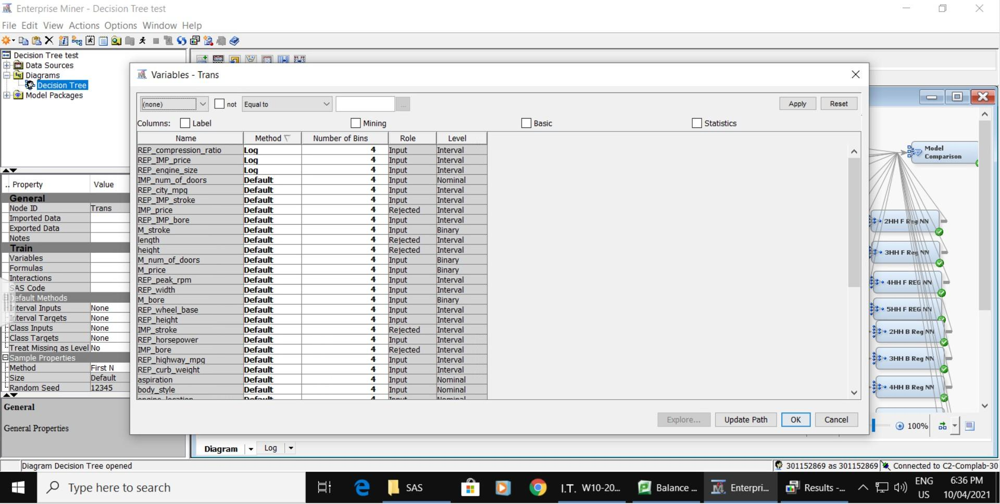 Enterprise Miner - Decision Tree test
File Edit View Actions Options Window Help
Decision Tree test
Data Sources
Diagrams
Decision Tree
Model Packages
.. Property Value
General
Node ID Trans
Imported Data
Exported Data
Notes
Train
Variables
Formulas
Interactions
SAS Code
Default Methods
Interval Inputs None
Interval Targets None
Class Inputs None
Class Targets None
Treat Missing as Level No
Sample Properties
Method First N
Size Default
Random Seed 12345
General
General Properties
Variables - Trans
(none) not Equal to ... Apply Reset
Columns: Label Mining Basic Statistics
Name Method Number of Bins Role Level
REP_compression_ratio Log 4 Input Interval
REP_IMP_price Log 4 Input Interval
REP_engine_size Log 4 Input Interval
IMP_num_of_doors Default 4 Input Nominal
REP_city_mpg Default 4 Input Interval
REP_IMP_stroke Default 4 Input Interval
IMP_price Default 4 Rejected Interval
REP_IMP_bore Default 4 Input Interval
M_stroke Default 4 Input Binary
length Default 4 Rejected Interval
height Default 4 Rejected Interval
M_num_of_doors Default 4 Input Binary
M_price Default 4 Input Binary
REP_peak_rpm Default 4 Input Interval
REP_width Default 4 Input Interval
M_bore Default 4 Input Binary
REP_wheel_base Default 4 Input Interval
REP_height Default 4 Input Interval
IMP_stroke Default 4 Rejected Interval
REP_horsepower Default 4 Input Interval
IMP_bore Default 4 Rejected Interval
REP_highway_mpg Default 4 Input Interval
REP_curb_weight Default 4 Input Interval
aspiration Default 4 Input Nominal
body_style Default 4 Input Nominal
engine_location Default 4 Input Nominal
Explore... Update Path OK Cancel
Model
Comparison
2HH F Reg NN
3HH F Reg NN
4HH F REG NN
5HH F REG NN
2HH B Reg NN
3HH B Reg NN
4HH B Reg NN
100%
Diagram Log
Diagram Decision Tree opened
301152869 as 301152869 Connected to C2-Complab-30
Type here to search
SAS
I.T. W10-20...
Balance ...
Enterpri...
Results -...
ENG
US
6:36 PM
10/04/2021